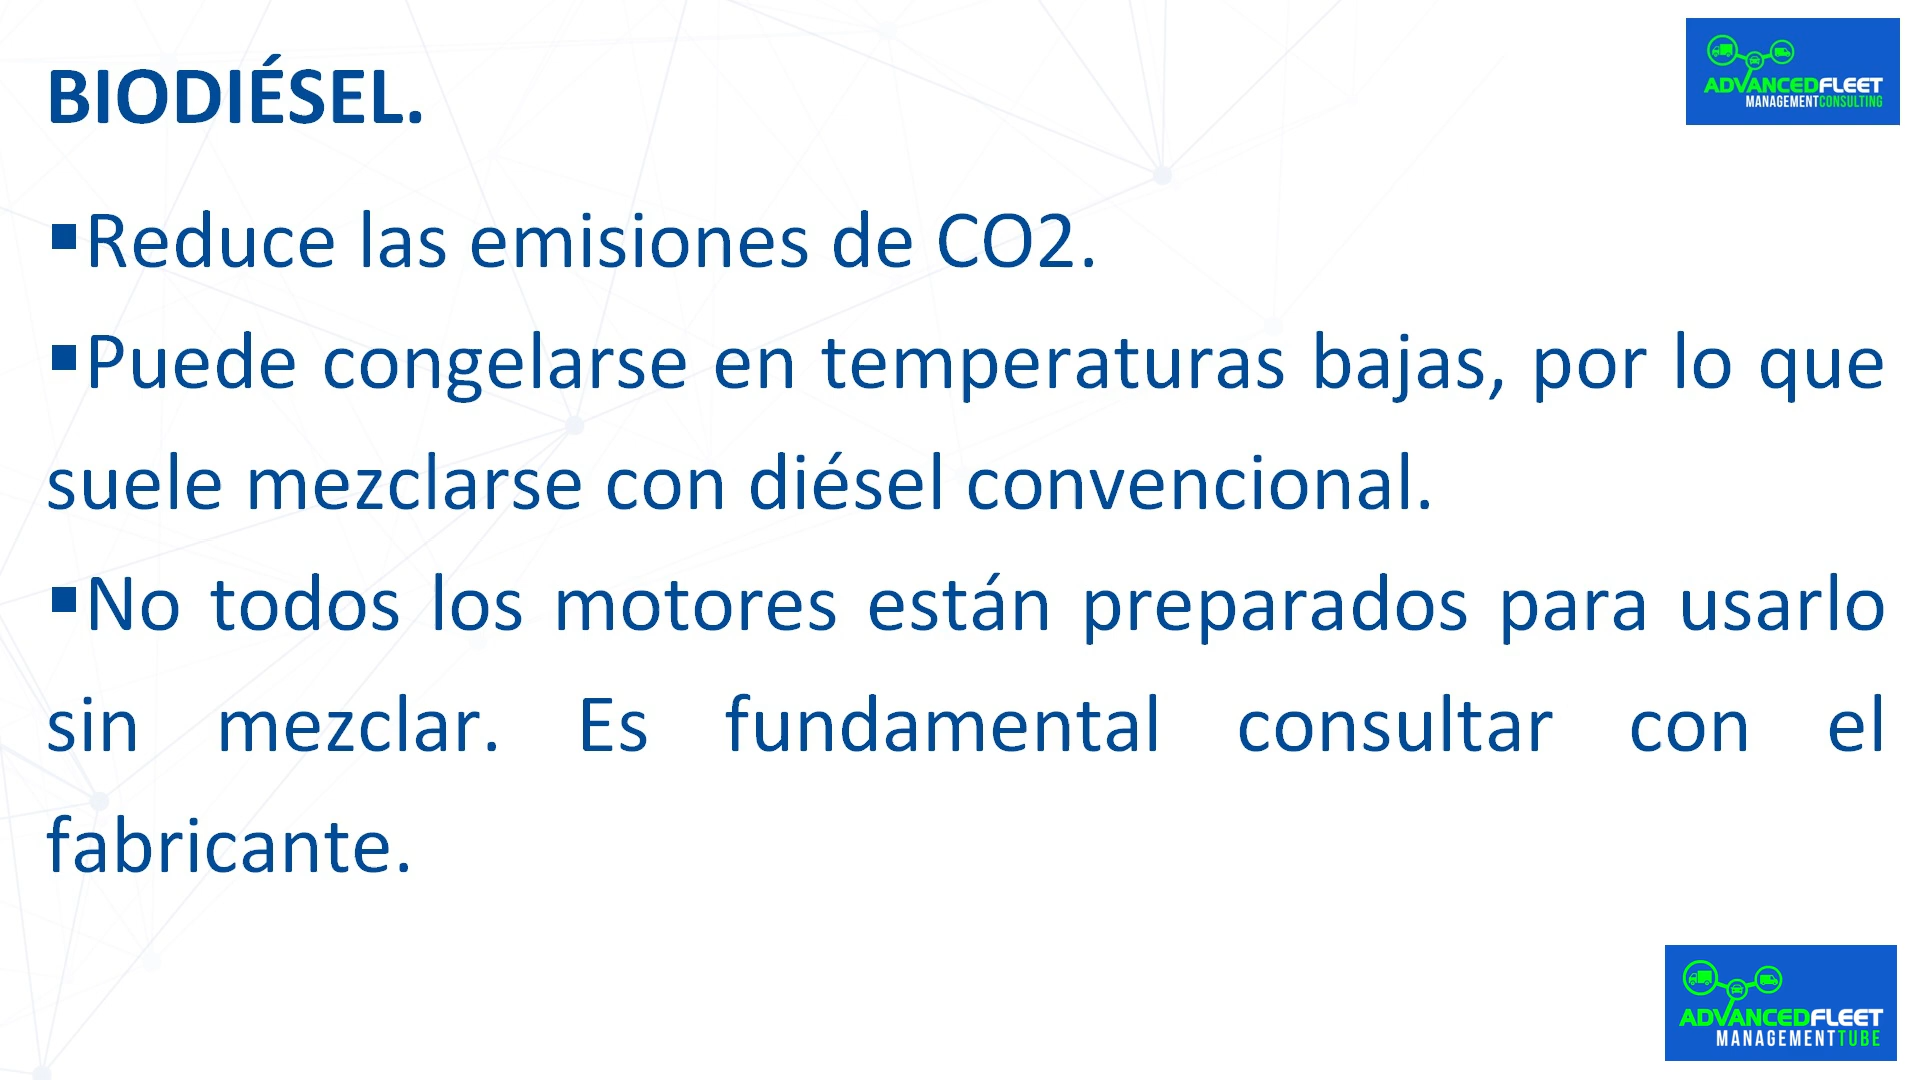 BIODIÉSEL.
ADVANCEDFLEET
MANAGEMENTCONSULTING
▪Reduce las emisiones de CO2.
▪Puede congelarse en temperaturas bajas, por lo que
suele mezclarse con diésel convencional.
▪No todos los motores están preparados para usarlo
sin mezclar. Es fundamental consultar con el
fabricante.
ADVANCEDFLEET
MANAGEMENTTUBE